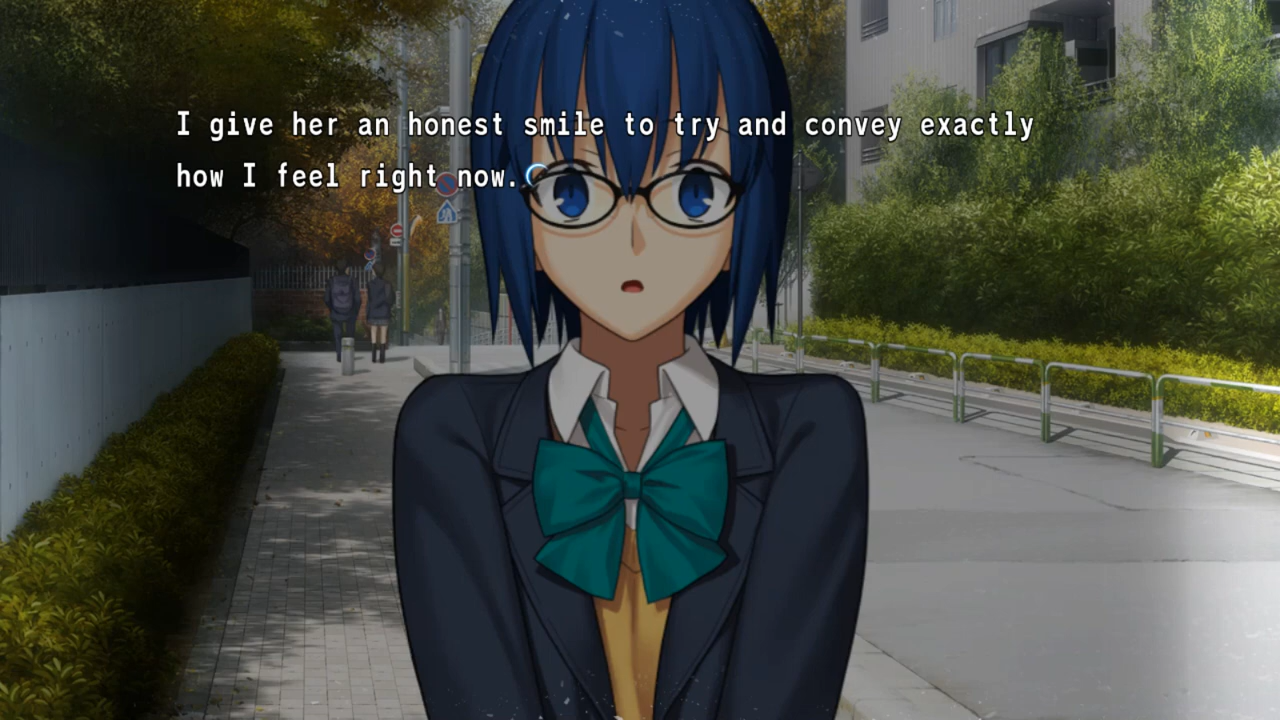 I give her an honest smile to try and convey exactly
how I feel right now.